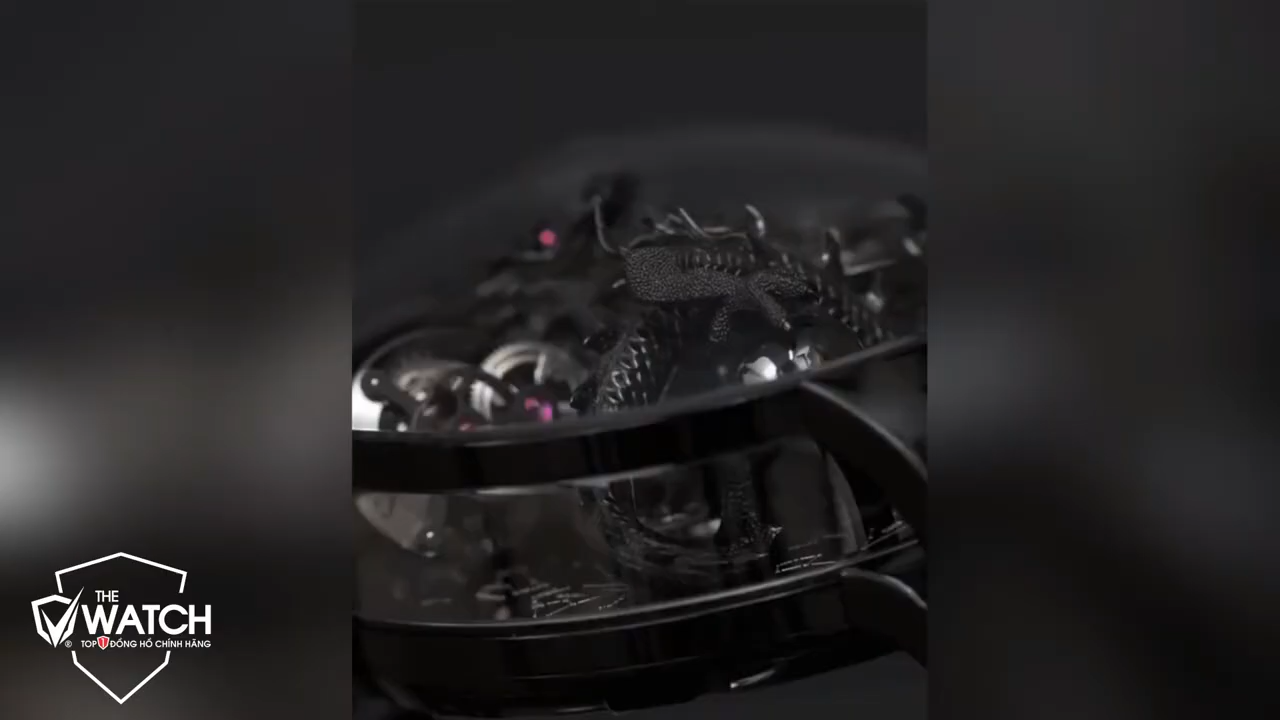 THE
WATCH
®
TOP 1 ĐỒNG HỒ CHÍNH HÃNG